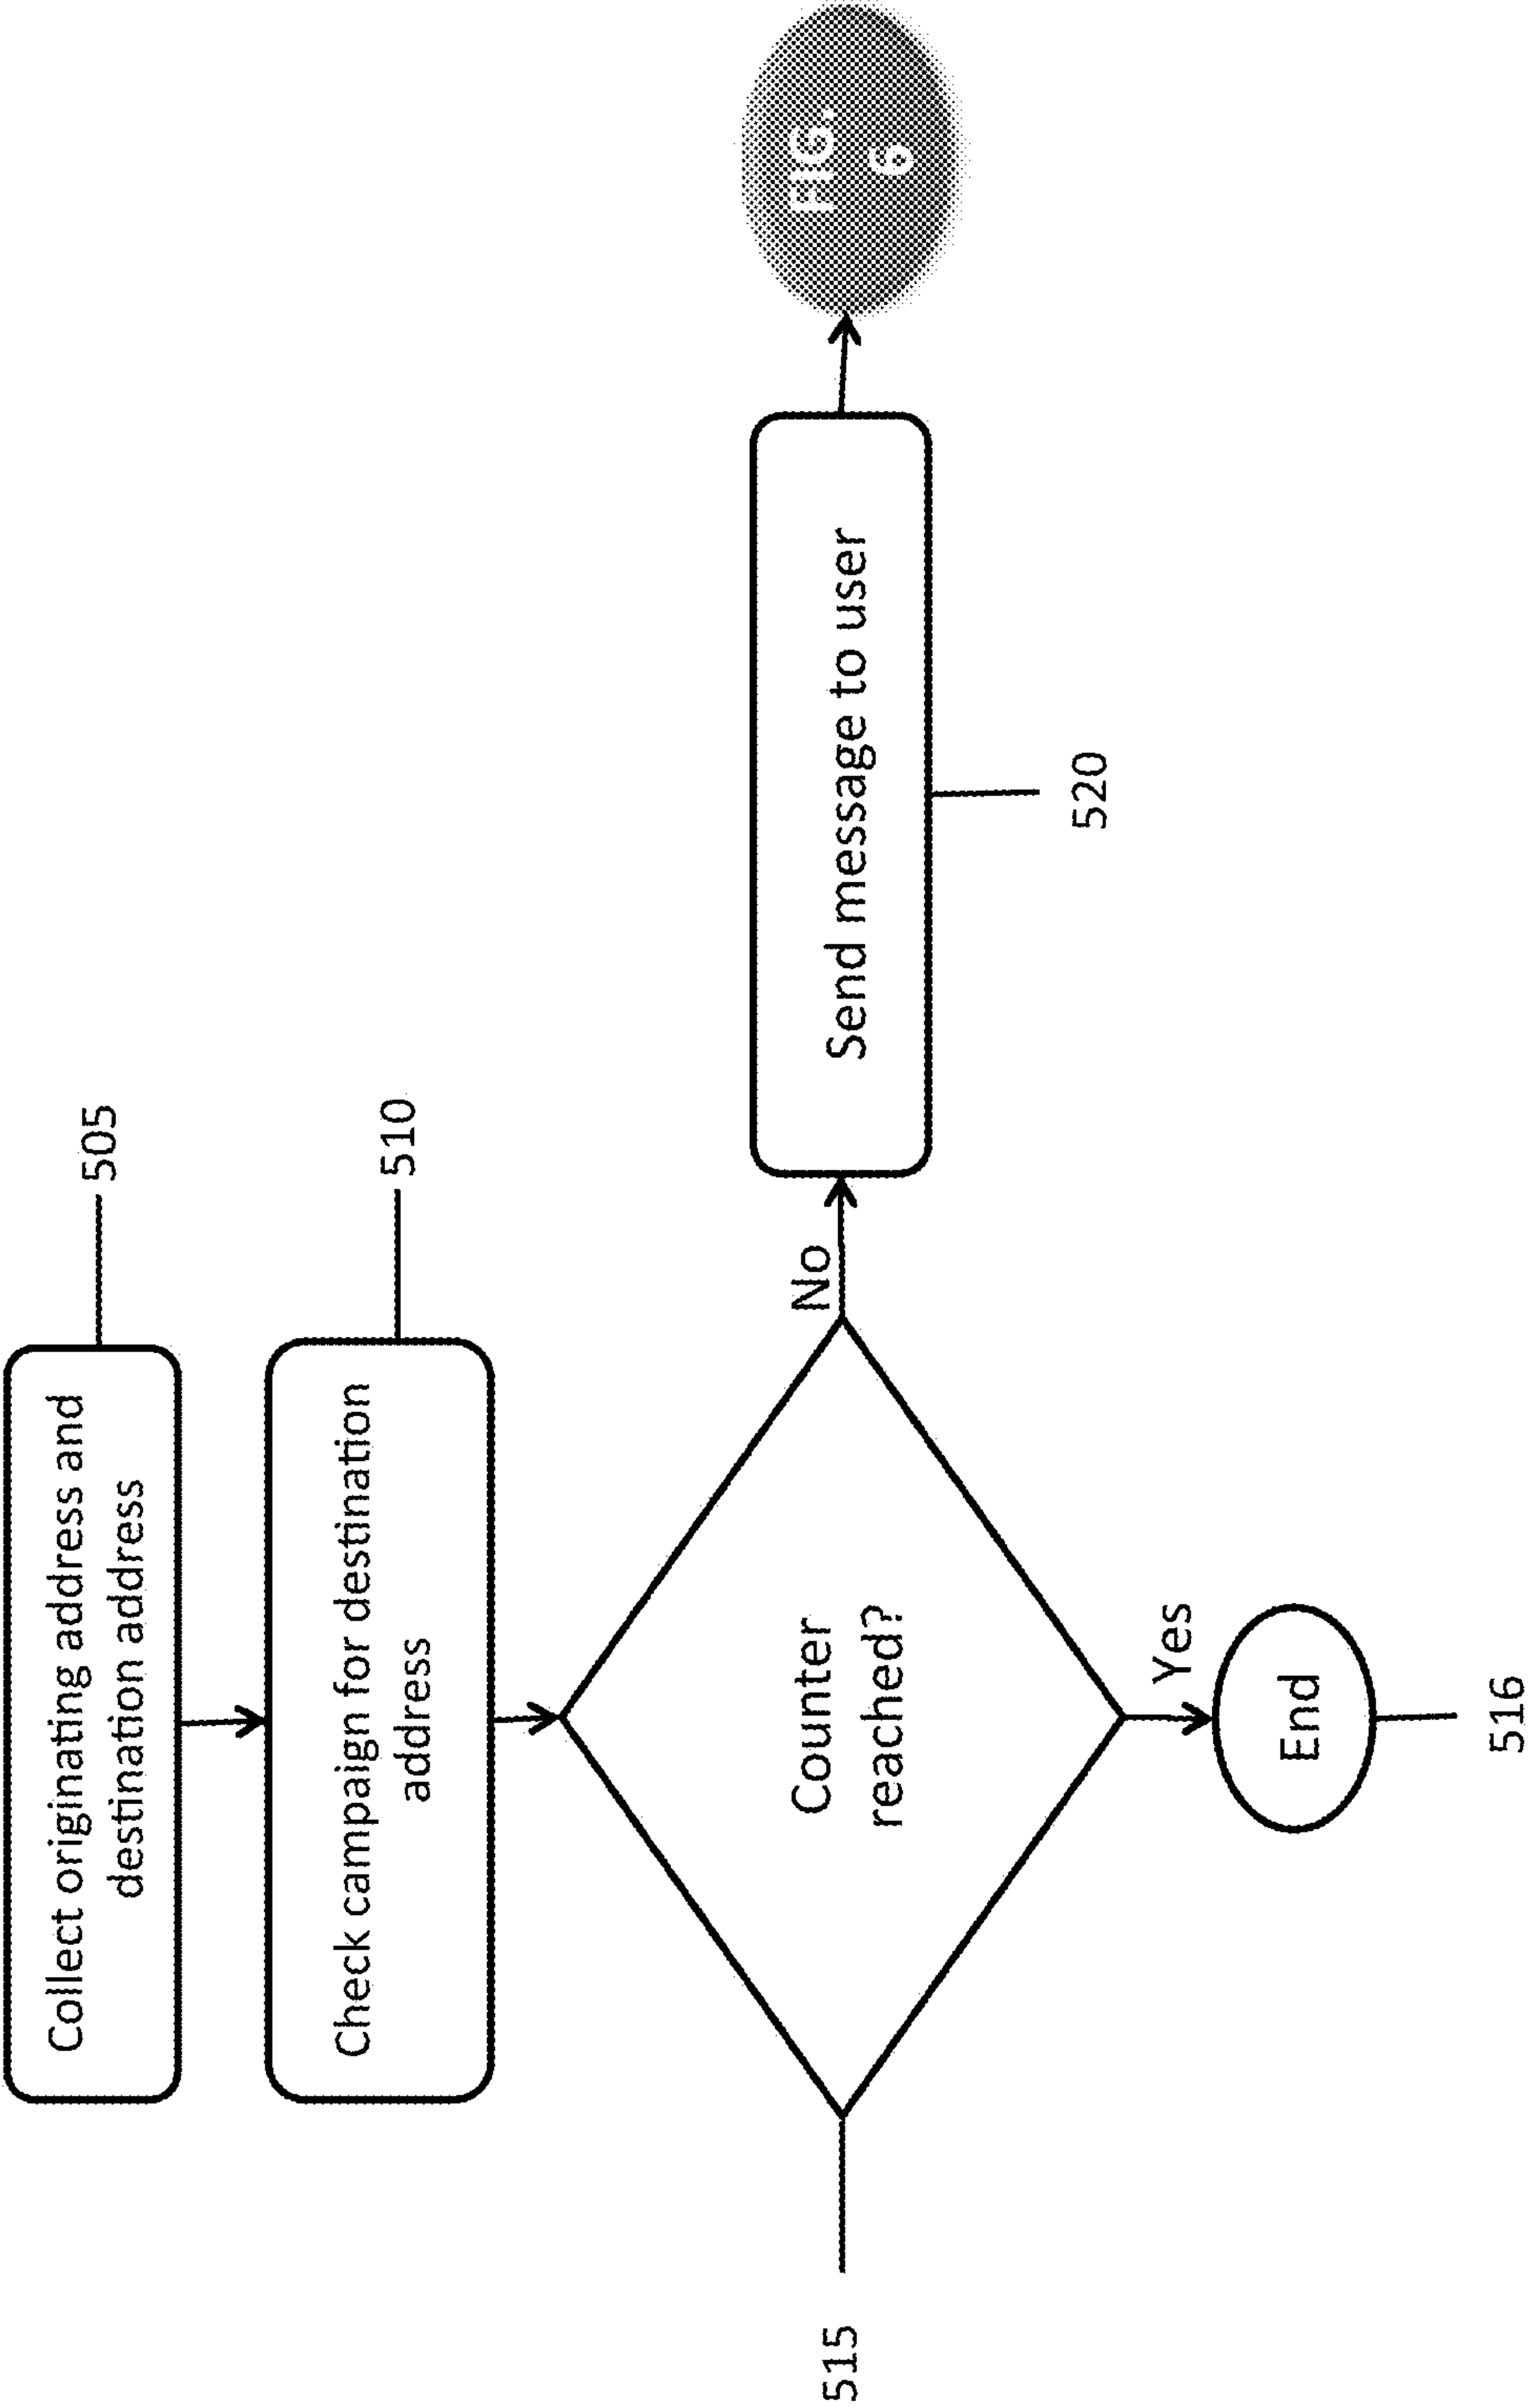 Collect originating address and
destination address
505
Check campaign for destination
address
510
515
Counter
reached?
No
Send message to user
520
FIG.
6
Yes
End
516